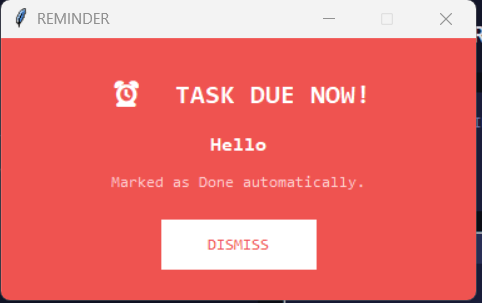 REMINDER
⏰ TASK DUE NOW!
Hello
Marked as Done automatically.
DISMISS